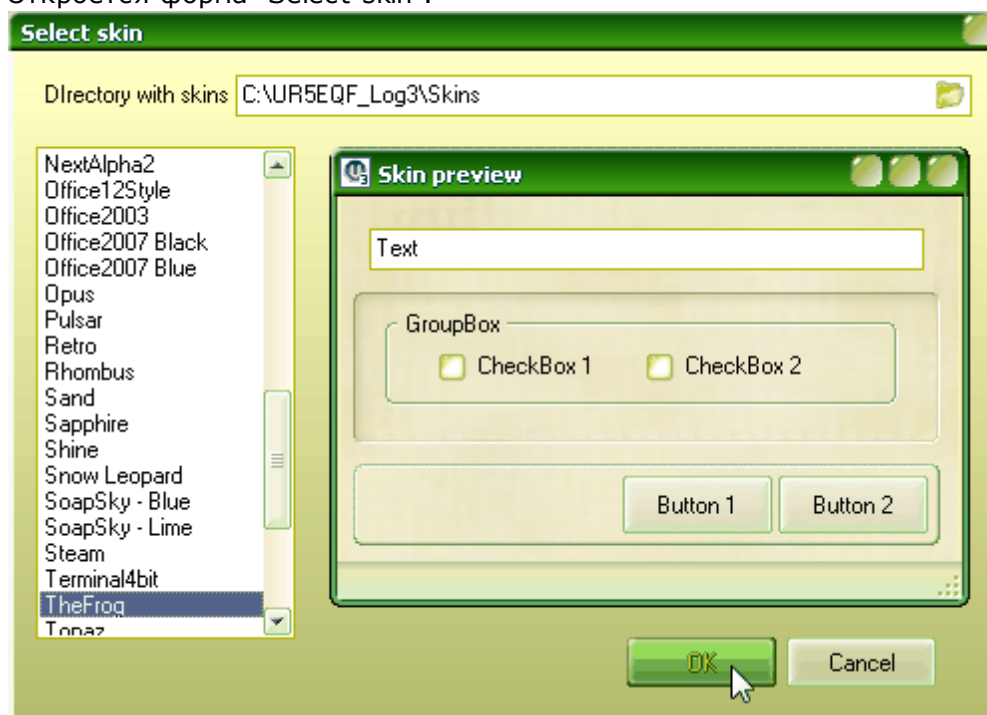 Откроется форма "Select skin".
Select skin
DIrectory with skins C:\UR5EQF_Log3\Skins
NextAlpha2
Office12Style
Office2003
Office2007 Black
Office2007 Blue
Opus
Pulsar
Retro
Rhombus
Sand
Sapphire
Shine
Snow Leopard
SoapSky - Blue
SoapSky - Lime
Steam
Terminal4bit
TheFrog
Topaz
Skin preview
Text
GroupBox
CheckBox 1
CheckBox 2
Button 1
Button 2
OK
Cancel